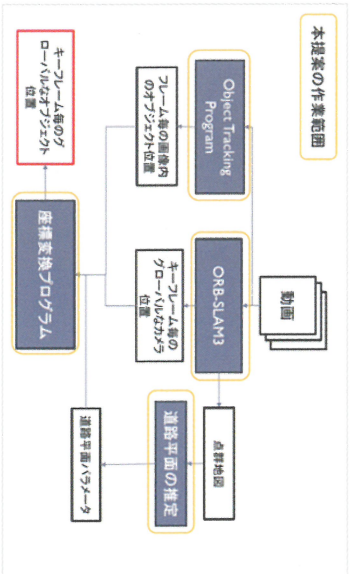 本提案の作業範囲
動画
Object Tracking
Program
ORB-SLAM3
点群地図
フレーム毎の画像内
のオブジェクト位置
キーフレーム毎の
グローバルなカメラ
位置
道路平面の推定
キーフレーム毎のグ
ローバルなオブジェクト
位置
座標変換プログラム
道路平面パラメータ